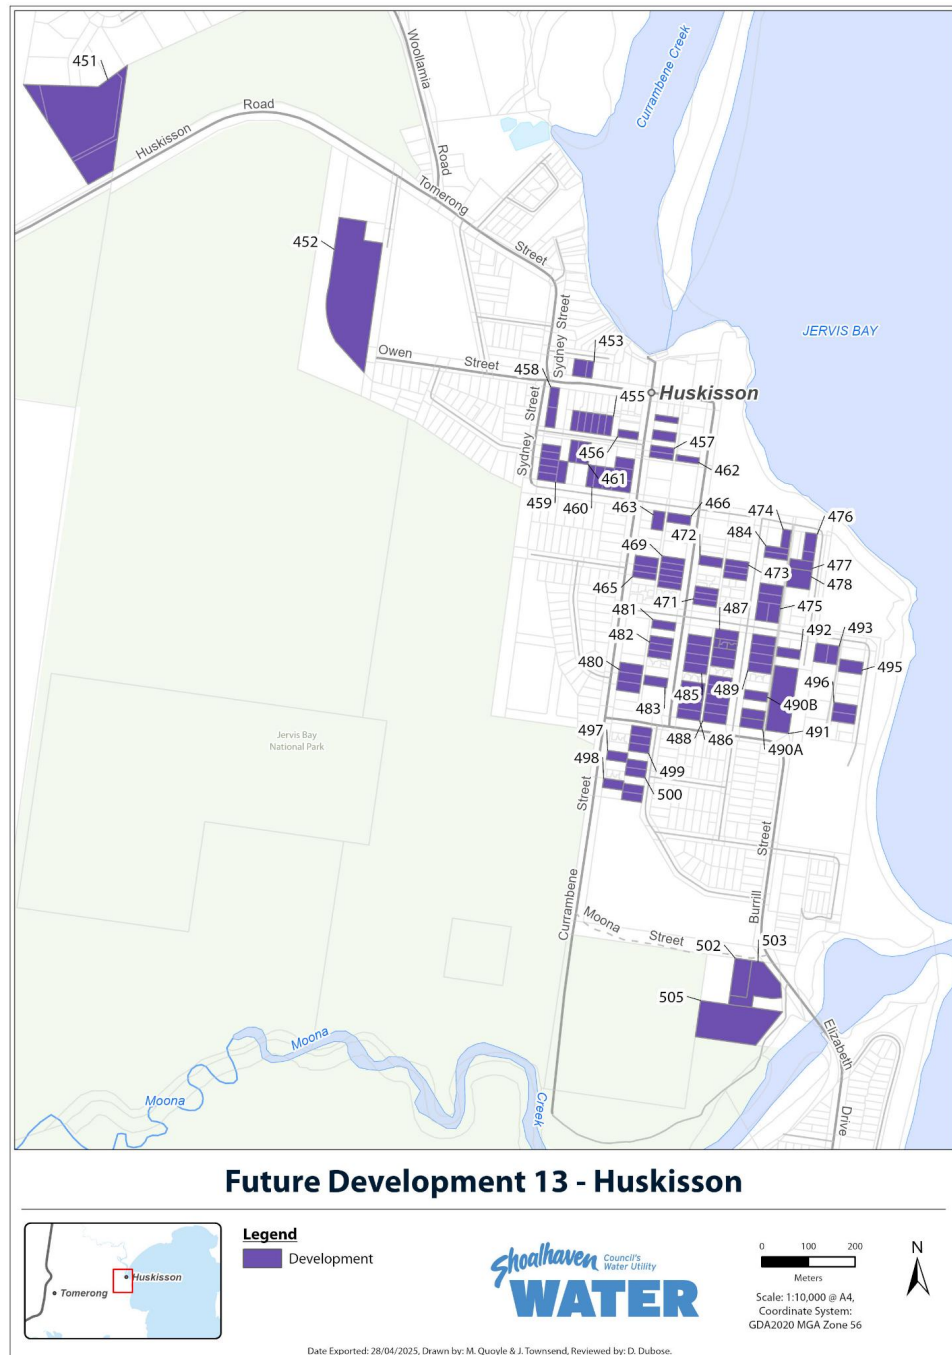 451
Woollamia
Road
Currambene Creek
Huskisson
Road
Tomerong
Street
452
JERVIS BAY
Sydney Street
453
Owen
Street
458
Huskisson
455
Sydney
Street
456
457
462
461
459
460
463
466
474
476
472
484
469
477
473
478
465
471
475
481
487
482
492
493
480
495
496
485
489
490B
483
488
486
491
490A
Jervis Bay
National Park
497
498
499
500
Street
Currambene
Street
Burrill
Moona
Street
502
503
505
Elizabeth
Drive
Moona
Moona
Creek
Future Development 13 - Huskisson
Huskisson
Tomerong
Legend
Development
Shoalhaven
Council's
Water Utility
WATER
0 100 200
Meters
Scale: 1:10,000 @ A4,
Coordinate System:
GDA2020 MGA Zone 56
N
Date Exported: 28/04/2025, Drawn by: M. Quoyle & J. Townsend, Reviewed by: D. Dubose.